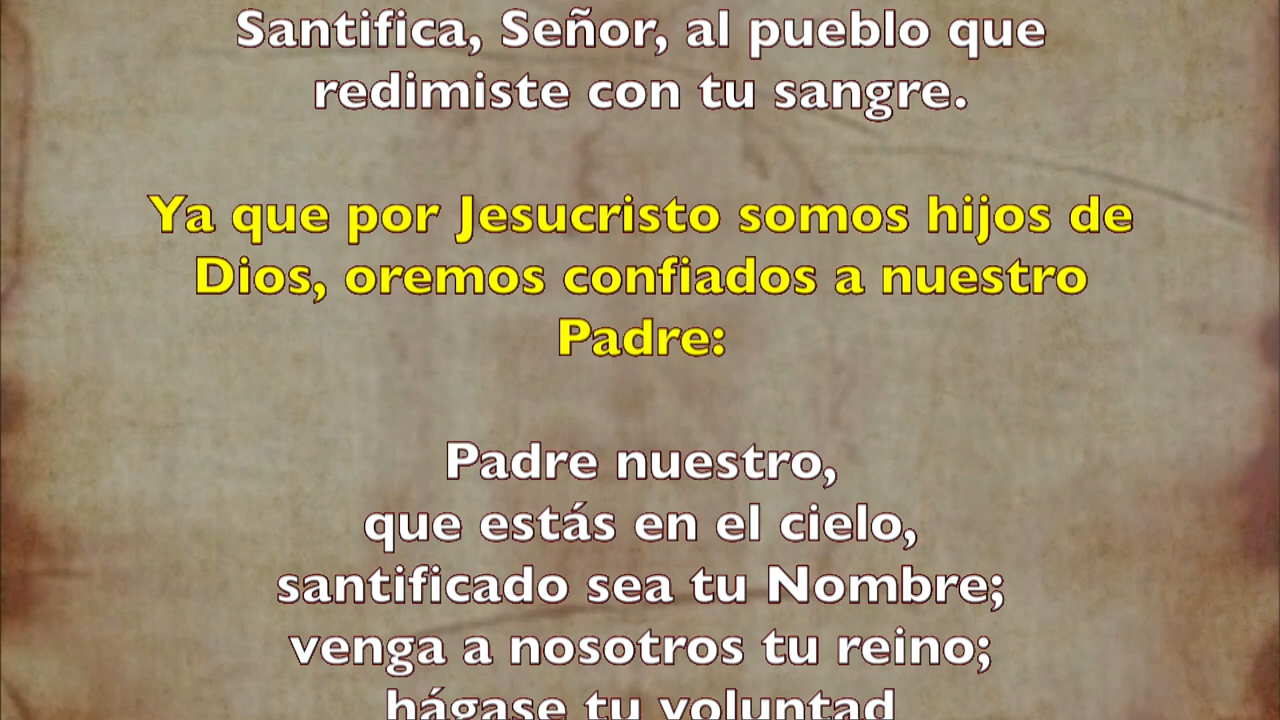 Santifica, Señor, al pueblo que
redimiste con tu sangre.
Ya que por Jesucristo somos hijos de
Dios, oremos confiados a nuestro
Padre:
Padre nuestro,
que estás en el cielo,
santificado sea tu Nombre;
venga a nosotros tu reino;
hágase tu voluntad